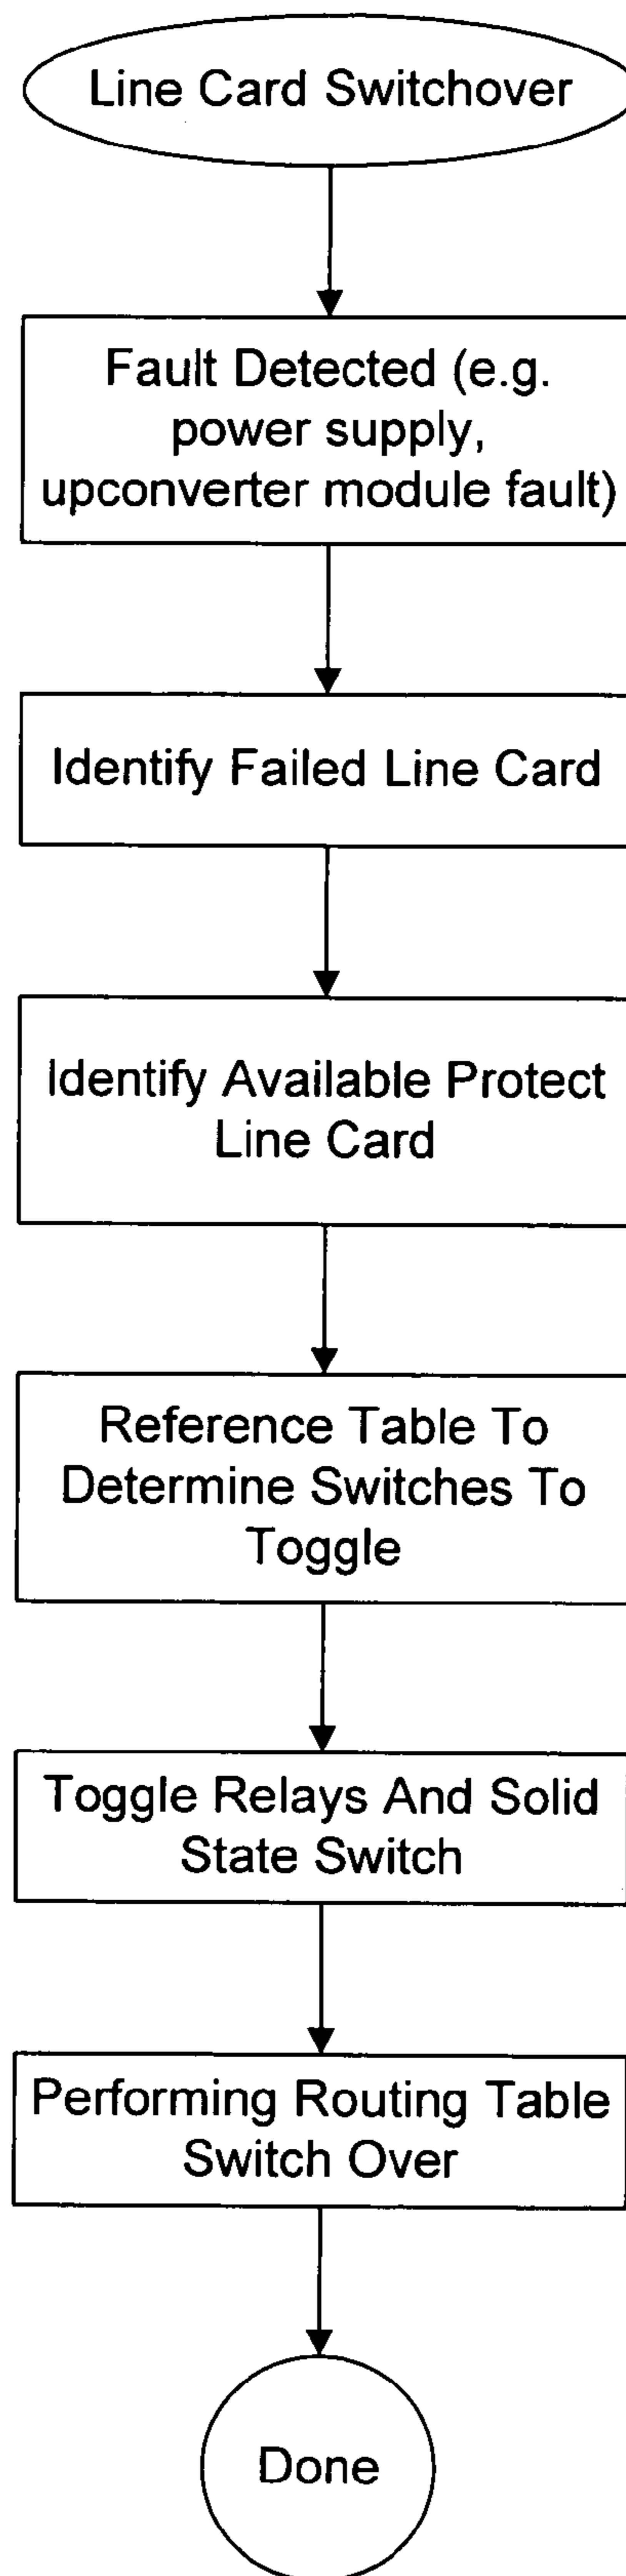 Line Card Switchover
Fault Detected (e.g.
power supply,
upconverter module fault)
Identify Failed Line Card
Identify Available Protect
Line Card
Reference Table To
Determine Switches To
Toggle
Toggle Relays And Solid
State Switch
Performing Routing Table
Switch Over
Done